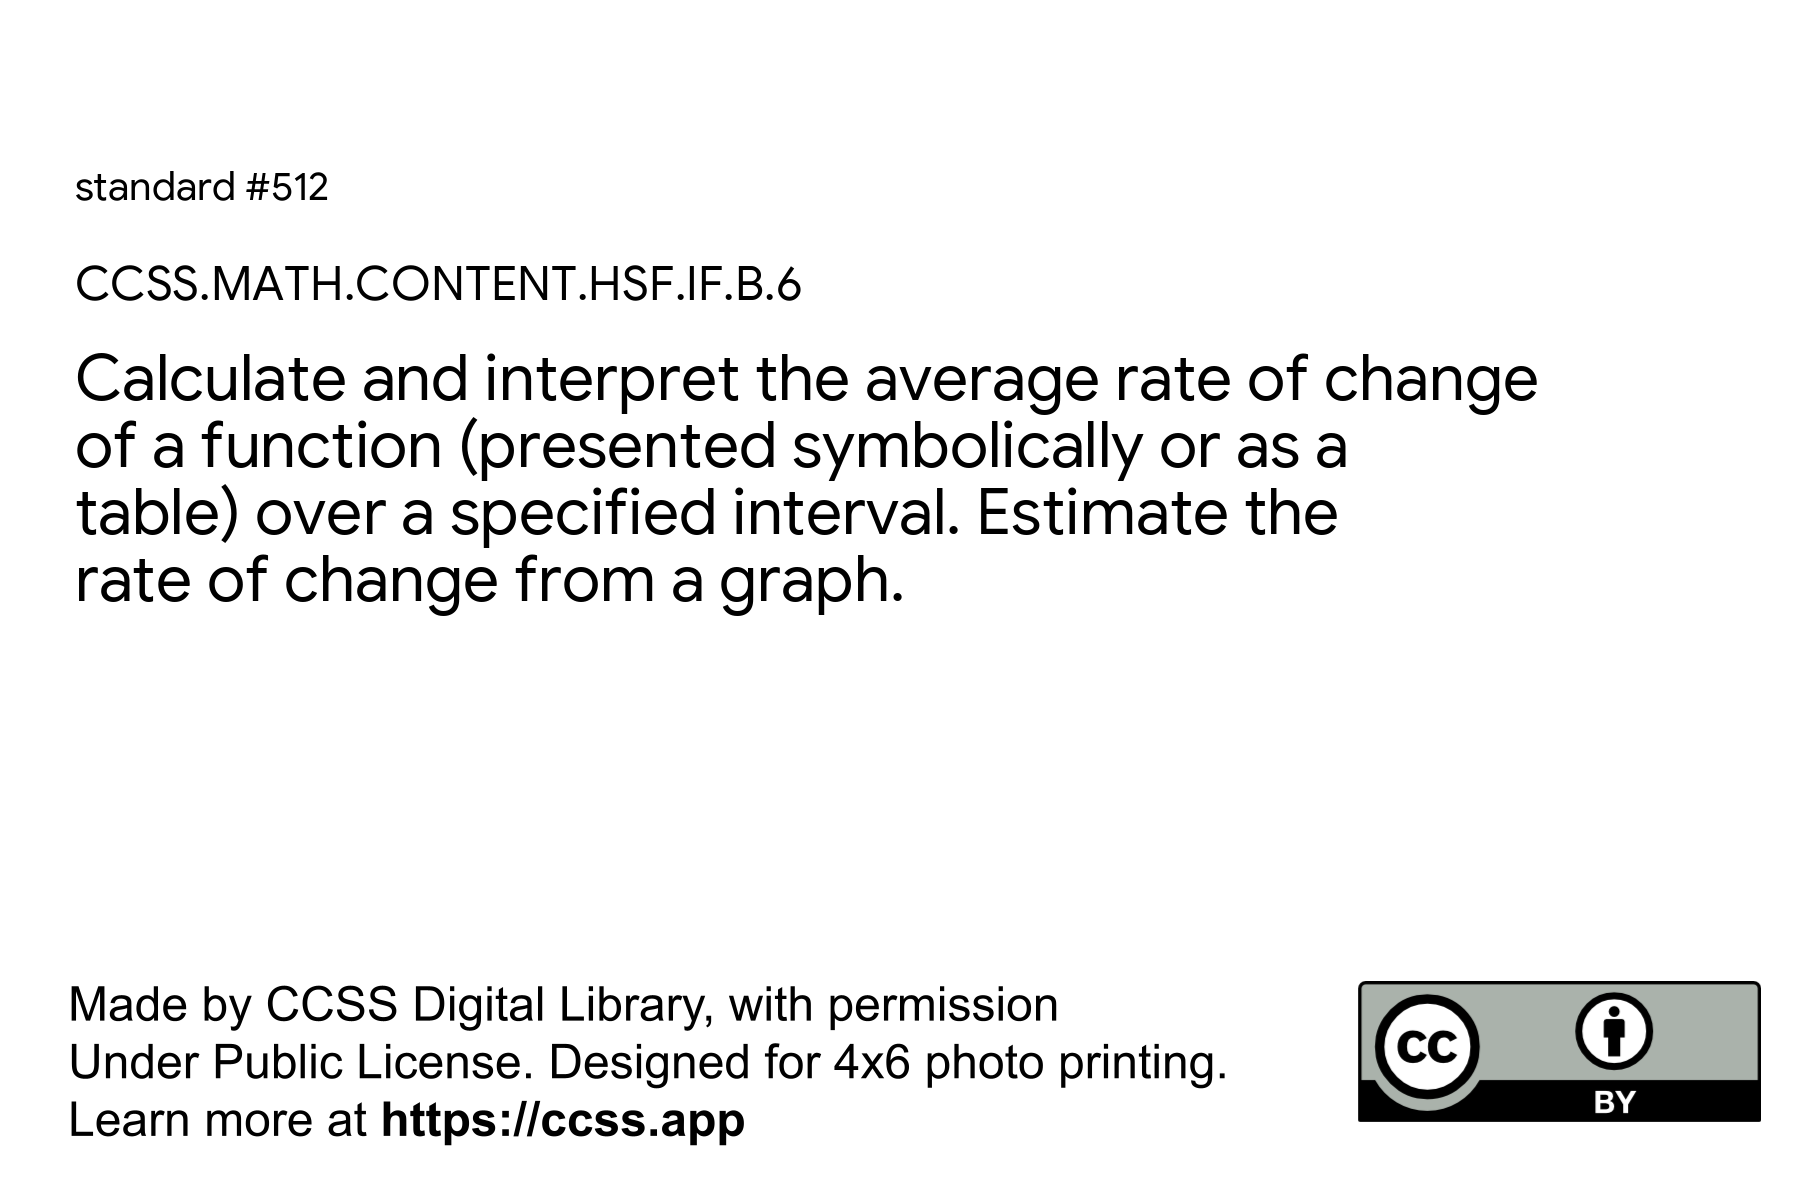 standard #512
CCSS.MATH.CONTENT.HSF.IF.B.6
Calculate and interpret the average rate of change
of a function (presented symbolically or as a
table) over a specified interval. Estimate the
rate of change from a graph.
Made by CCSS Digital Library, with permission
Under Public License. Designed for 4x6 photo printing.
Learn more at https://ccss.app
cc
BY